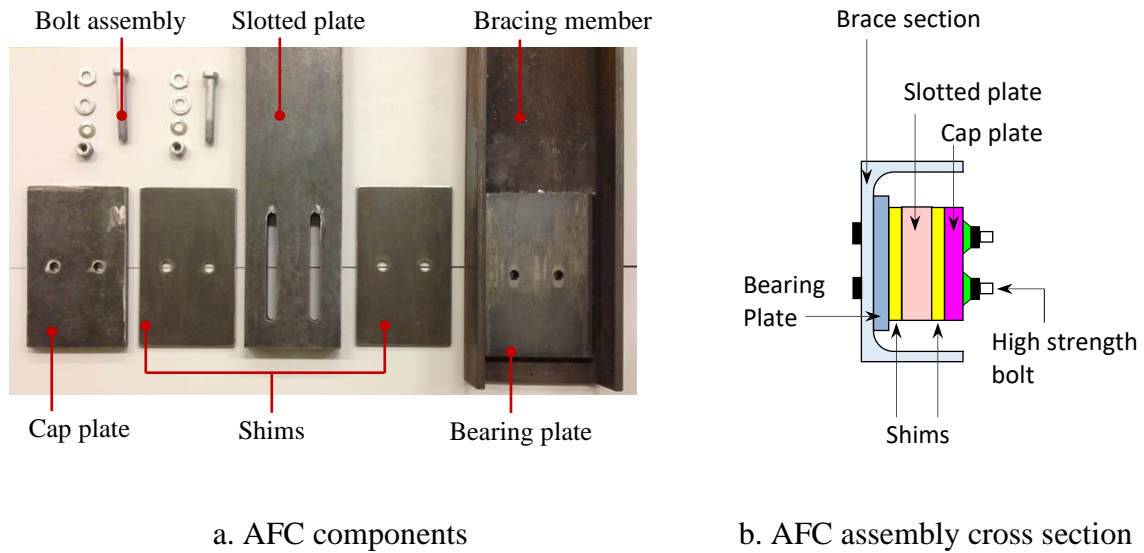 Bolt assembly
Slotted plate
Bracing member
Cap plate
Shims
Bearing plate
a. AFC components
Brace section
Slotted plate
Cap plate
Bearing
Plate
High strength
bolt
Shims
b. AFC assembly cross section